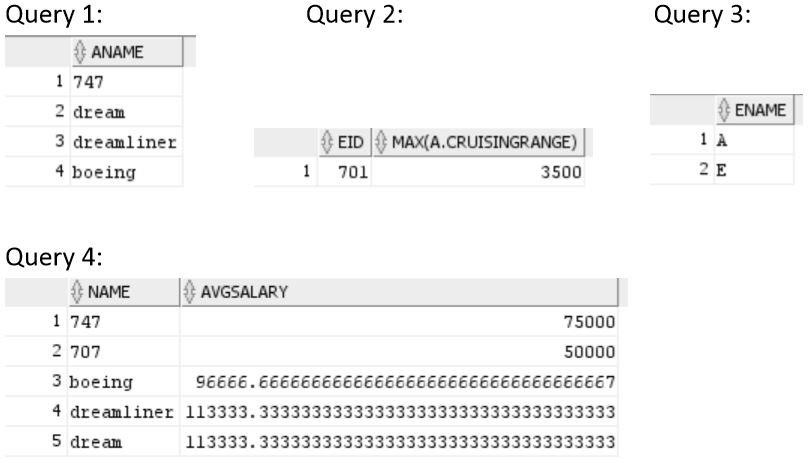 Query 1:
Query 2:
Query 3:
ANAME
1 747
2 dream
3 dreamliner
4 boeing
EID MAX(A.CRUISINGRANGE)
1 701 3500
ENAME
1 A
2 E
Query 4:
NAME AVGSALARY
1 747 75000
2 707 50000
3 boeing 96666.6666666666666666666666666666666667
4 dreamliner 113333.3333333333333333333333333333333333
5 dream 113333.3333333333333333333333333333333333